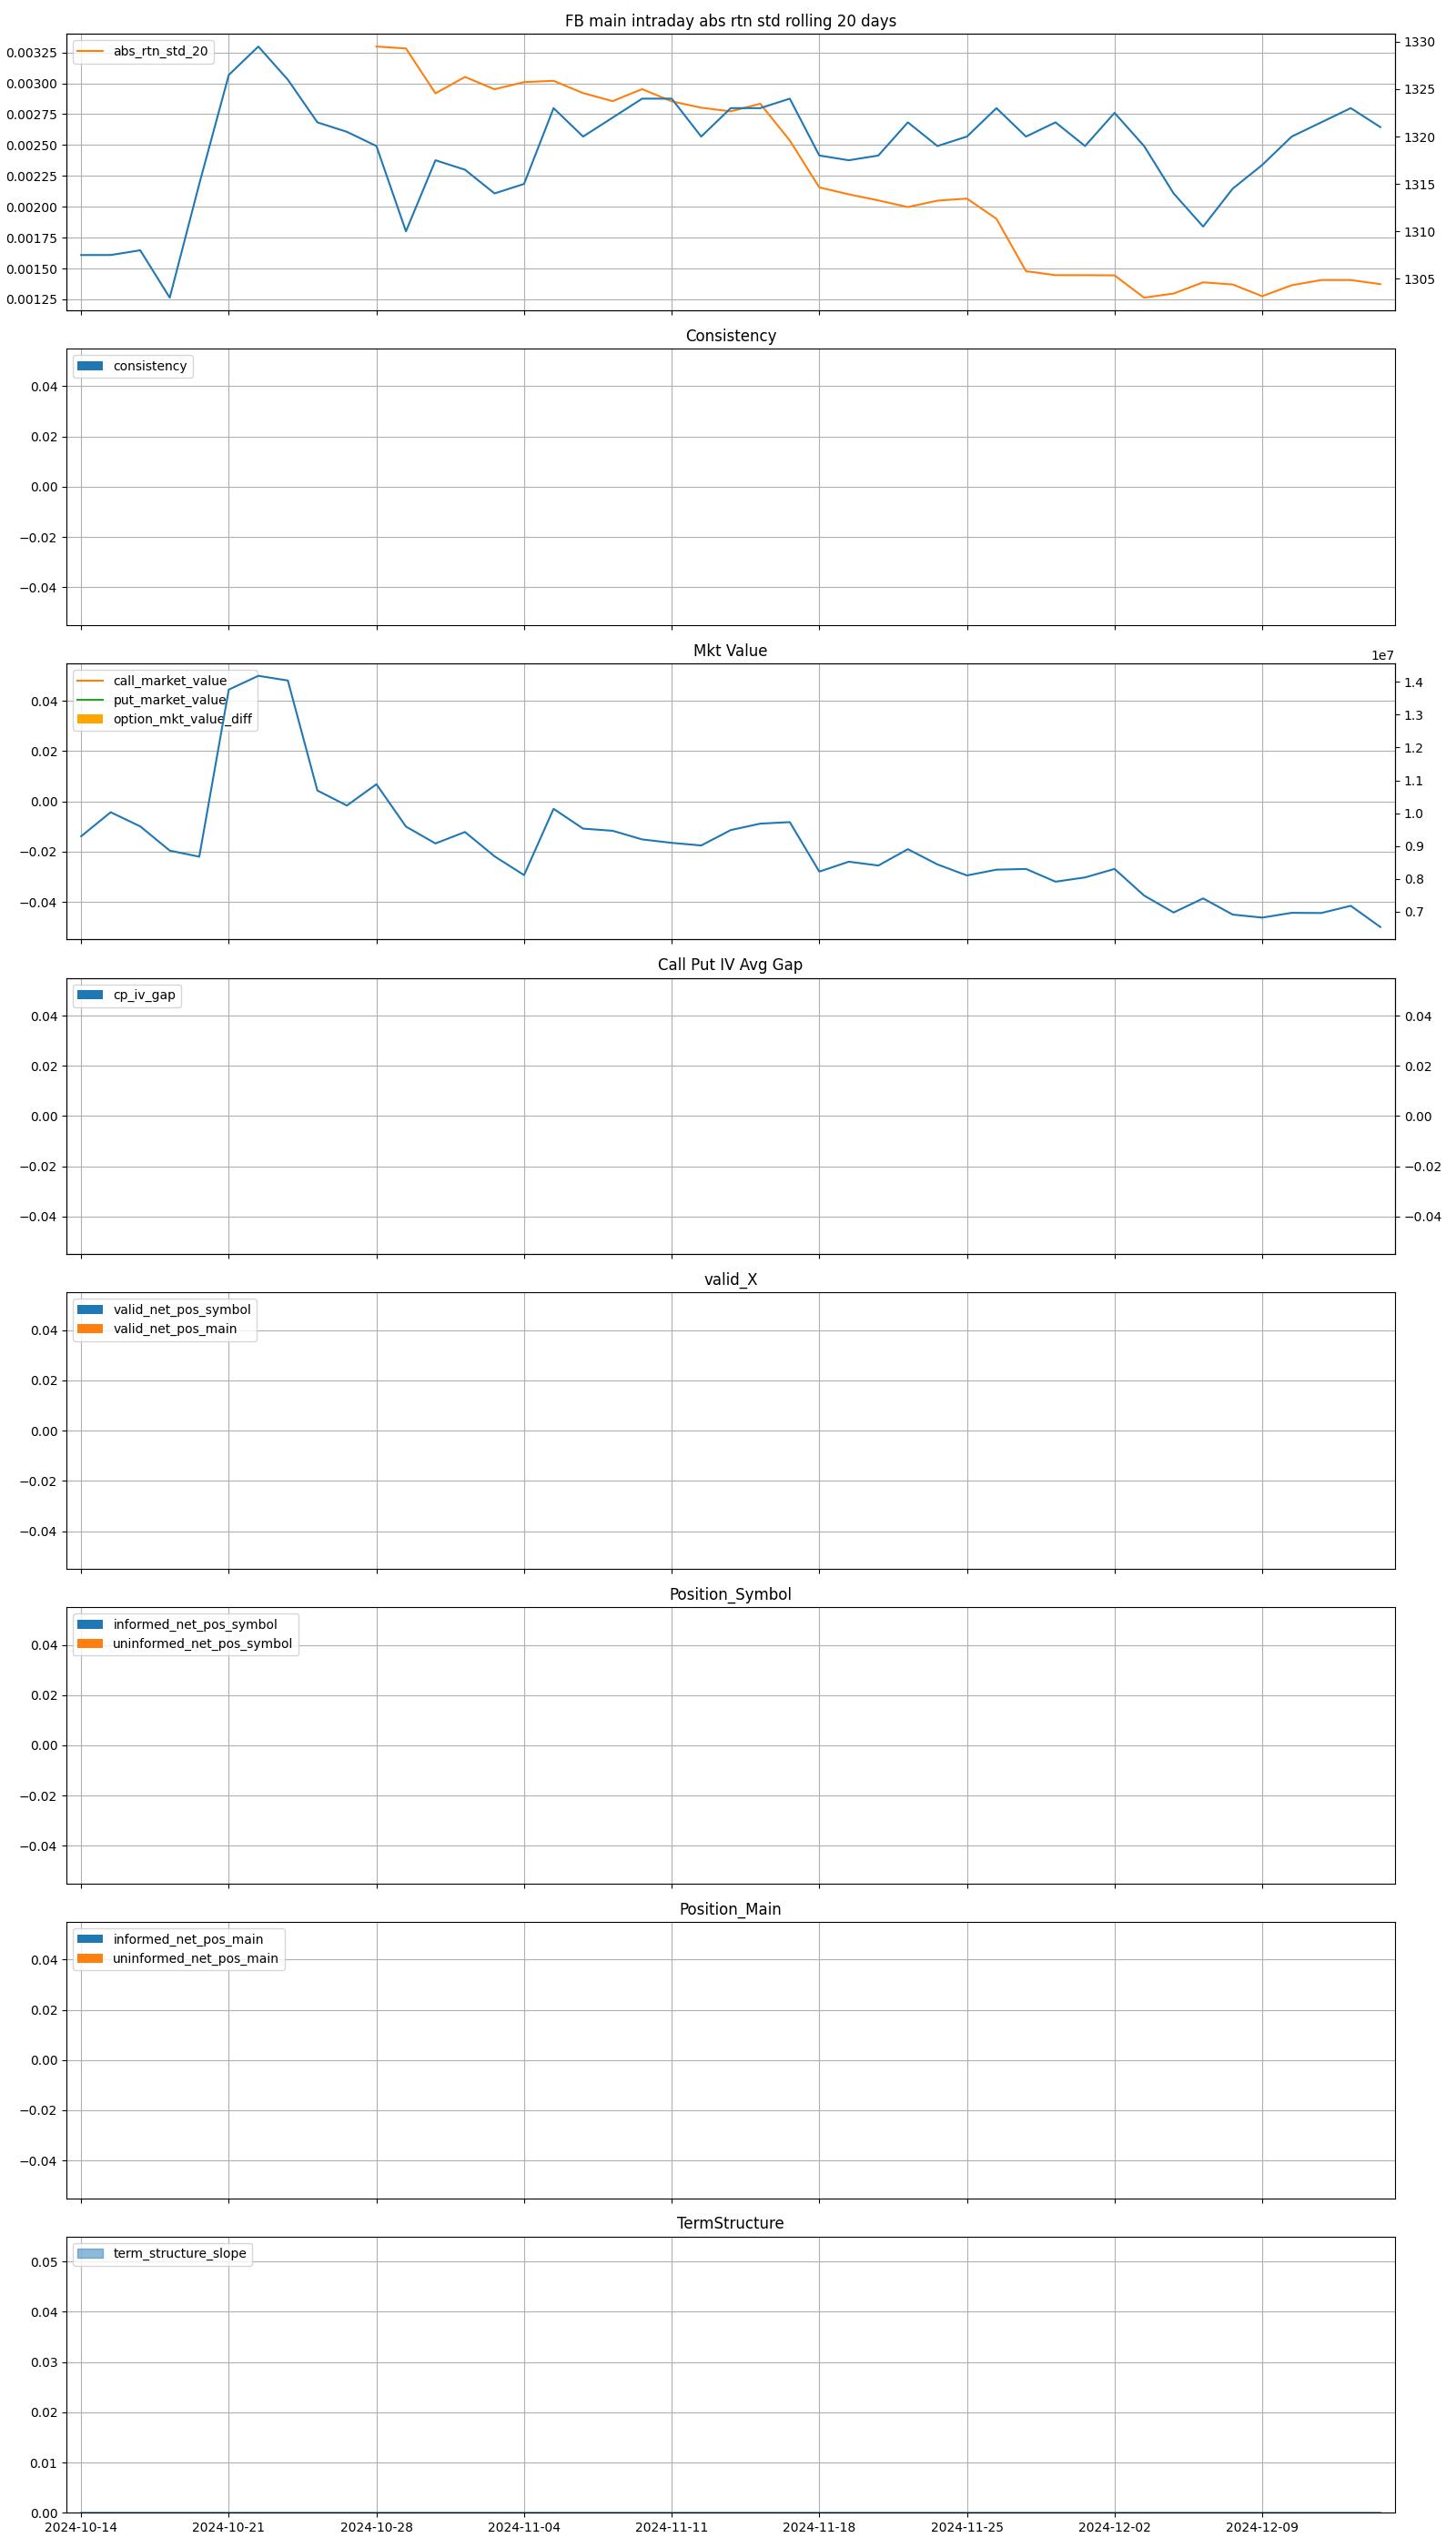 FB main intraday abs rtn std rolling 20 days
abs_rtn_std_20
0.00325
0.00300
0.00275
0.00250
0.00225
0.00200
0.00175
0.00150
0.00125
1330
1325
1320
1315
1310
1305
Consistency
consistency
0.04
0.02
0.00
−0.02
−0.04
Mkt Value
1e7
call_market_value
put_market_value
option_mkt_value_diff
0.04
0.02
0.00
−0.02
−0.04
1.4
1.3
1.2
1.1
1.0
0.9
0.8
0.7
Call Put IV Avg Gap
cp_iv_gap
0.04
0.02
0.00
−0.02
−0.04
0.04
0.02
0.00
−0.02
−0.04
valid_X
valid_net_pos_symbol
valid_net_pos_main
0.04
0.02
0.00
−0.02
−0.04
Position_Symbol
informed_net_pos_symbol
uninformed_net_pos_symbol
0.04
0.02
0.00
−0.02
−0.04
Position_Main
informed_net_pos_main
uninformed_net_pos_main
0.04
0.02
0.00
−0.02
−0.04
TermStructure
term_structure_slope
0.05
0.04
0.03
0.02
0.01
0.00
2024-10-14 2024-10-21 2024-10-28 2024-11-04 2024-11-11 2024-11-18 2024-11-25 2024-12-02 2024-12-09